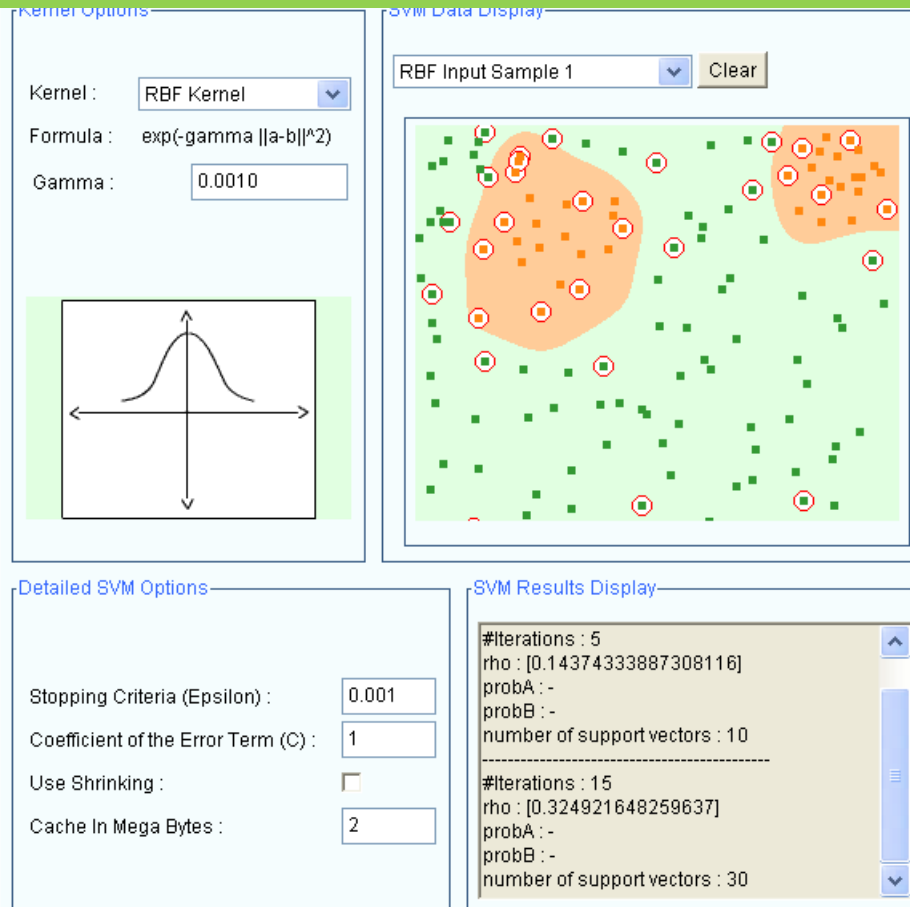 Kernel Options
SVM Data Display
RBF Input Sample 1
Clear
Kernel :
RBF Kernel
Formula :
exp(-gamma ||a-b||^2)
Gamma :
0.0010
Detailed SVM Options
Stopping Criteria (Epsilon) :
0.001
Coefficient of the Error Term (C) :
1
Use Shrinking :
Cache In Mega Bytes :
2
SVM Results Display
#Iterations : 5
rho : [0.14374333887308116]
probA : -
probB : -
number of support vectors : 10
---------------------------------------------
#Iterations : 15
rho : [0.324921648259637]
probA : -
probB : -
number of support vectors : 30